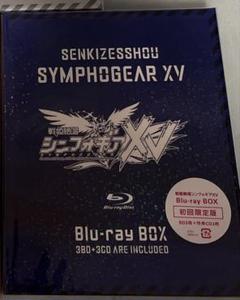 SENKIZESSHOU
SYMPHOGEAR XV
戦姫絶唱
シンフォギア
XV
Blu-ray Disc
Blu-ray BOX
3BD+3CD ARE INCLUDED
戦姫絶唱シンフォギアXV
Blu-ray BOX
初回限定版